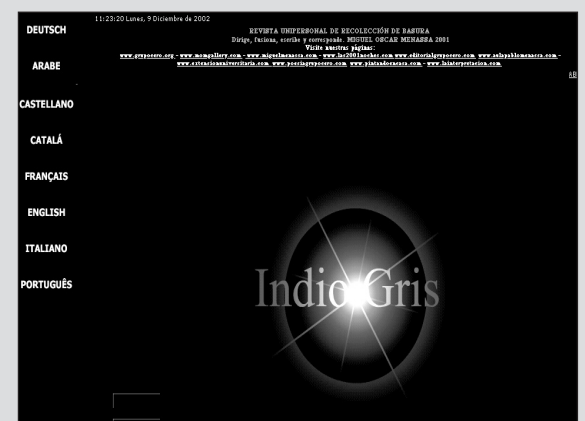 11:23:20 Lunes, 9 Diciembre de 2002
REVISTA UNIPERSONAL DE RECOLECCIÓN DE BASURA
Dirige, fusiona, escribe y corresponde. MIGUEL OSCAR MENASSA 2001
Visite nuestras páginas:
www.grupocero.org - www.momgallery.com - www.miguelmenassa.com - www.las2001noches.com www.editorialgrupocero.com www.aulapablomenassa.com -
www.extensionuniversitaria.com www.poesiagrupocero.com www.pintandoencasa.com - www.lainterpretacion.com
DEUTSCH
ARABE
CASTELLANO
CATALÁ
FRANÇAIS
ENGLISH
ITALIANO
PORTUGUÊS
Indio Gris